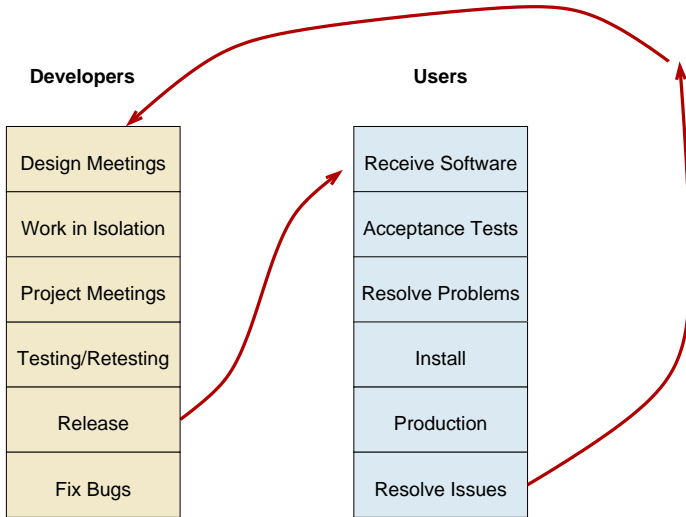 Developers
Design Meetings
Work in Isolation
Project Meetings
Testing/Retesting
Release
Fix Bugs
Users
Receive Software
Acceptance Tests
Resolve Problems
Install
Production
Resolve Issues